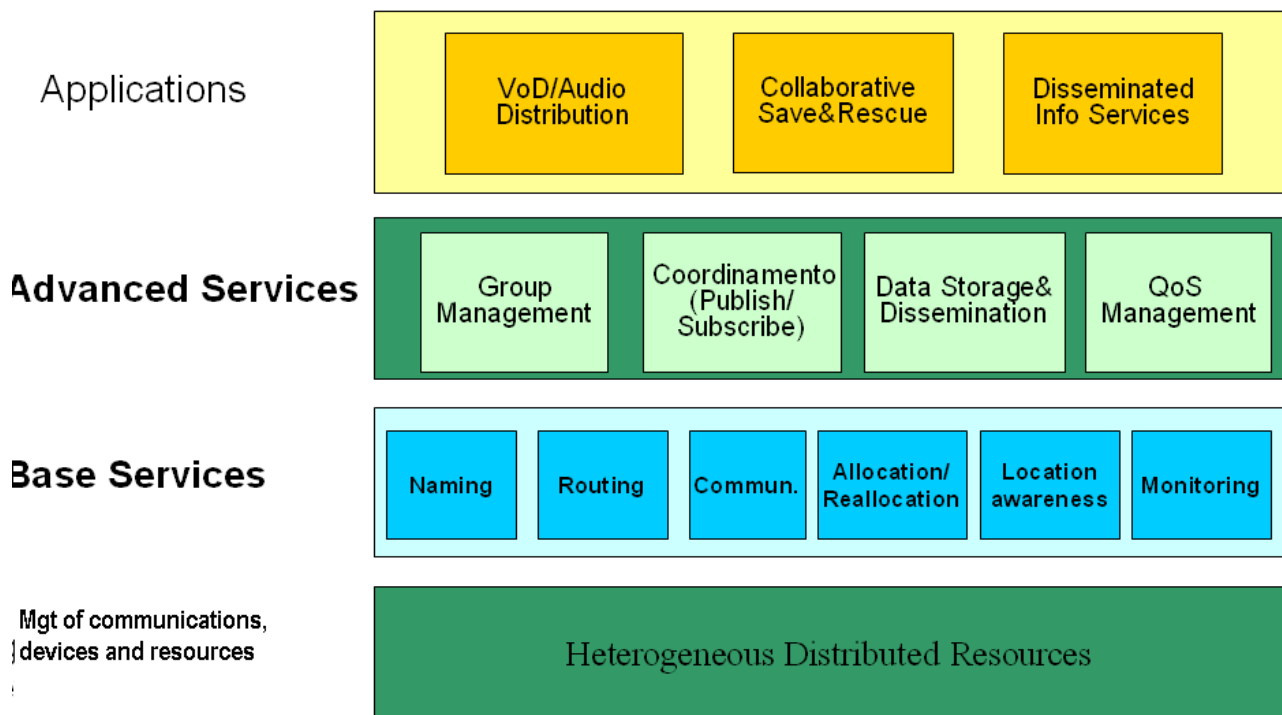 Applications
VoD/Audio
Distribution
Collaborative
Save&Rescue
Disseminated
Info Services
Advanced Services
Group
Management
Coordinamento
(Publish/
Subscribe)
Data Storage&
Dissemination
QoS
Management
Base Services
Naming
Routing
Commun.
Allocation/
Reallocation
Location
awareness
Monitoring
Mgt of communications,
devices and resources
Heterogeneous Distributed Resources